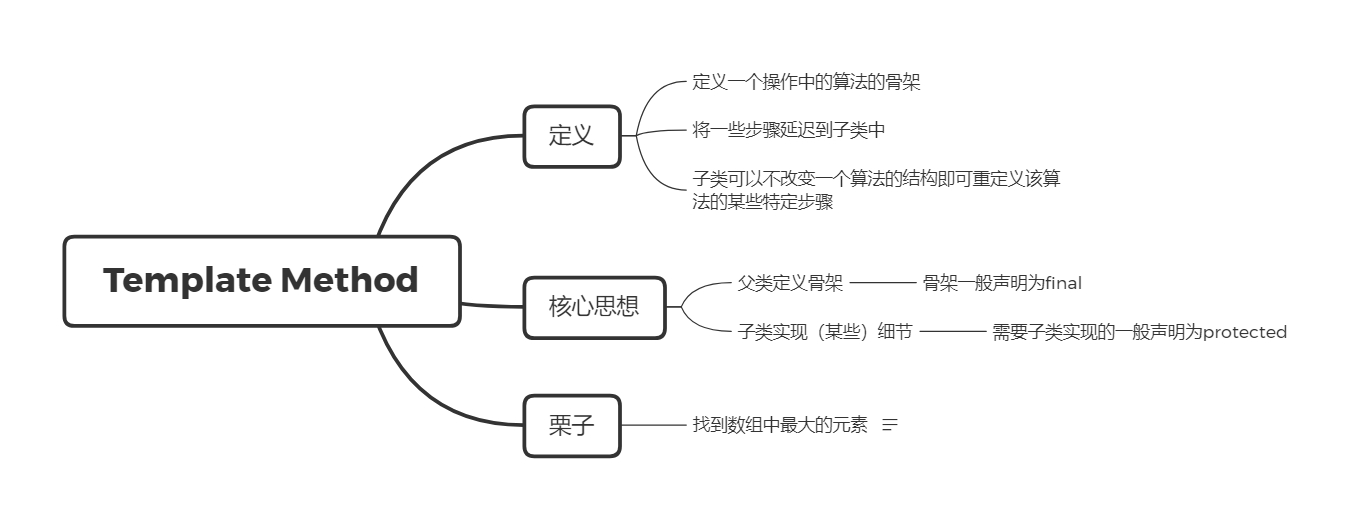 Template Method
定义
定义一个操作中的算法的骨架
将一些步骤延迟到子类中
子类可以不改变一个算法的结构即可重定义该算
法的某些特定步骤
核心思想
父类定义骨架
骨架一般声明为final
子类实现（某些）细节
需要子类实现的一般声明为protected
栗子
找到数组中最大的元素